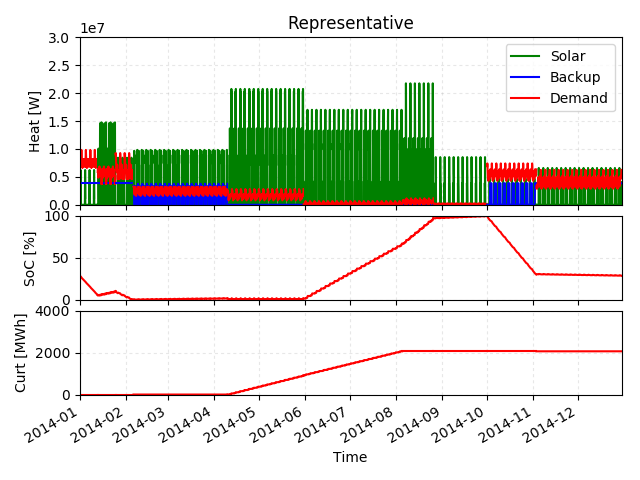 Representative
1e7
3.0
2.5
2.0
1.5
1.0
0.5
0.0
Heat [W]
Solar
Backup
Demand
100
50
0
SoC [%]
4000
2000
0
Curt [MWh]
2014-01
2014-02
2014-03
2014-04
2014-05
2014-06
2014-07
2014-08
2014-09
2014-10
2014-11
2014-12
Time